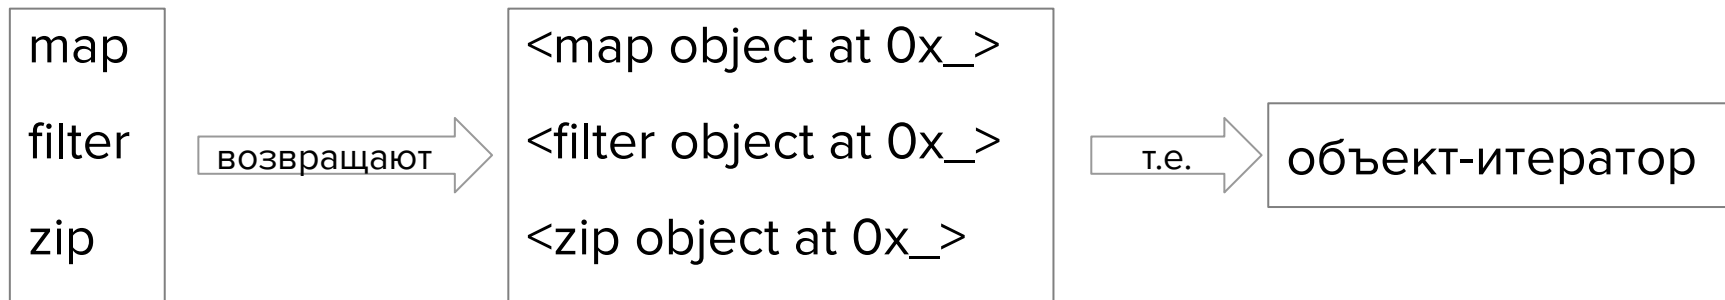 map
filter
zip
возвращают
<map object at 0x_>
<filter object at 0x_>
<zip object at 0x_>
т.е.
объект-итератор